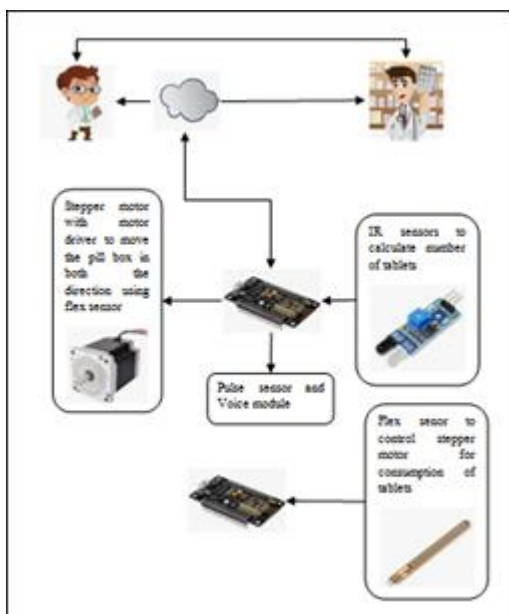 Stepper motor
with motor
driver to move
the pill box in
both the
direction using
flex sensor
IR sensors to
calculate number
of tablets
Pulse sensor and
Voice module
Flex senor to
control stepper
motor for
consumption of
tablets